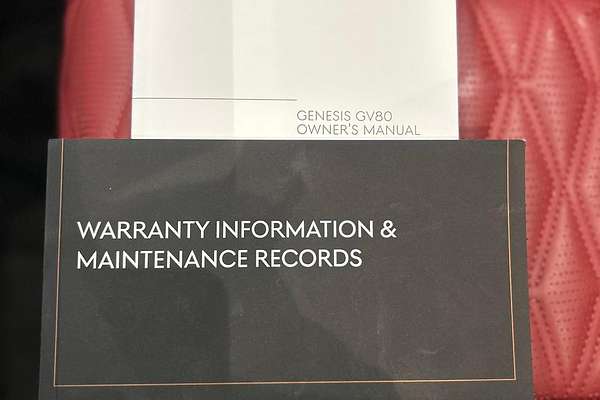 GENESIS GV80
OWNER'S MANUAL
WARRANTY INFORMATION &
MAINTENANCE RECORDS